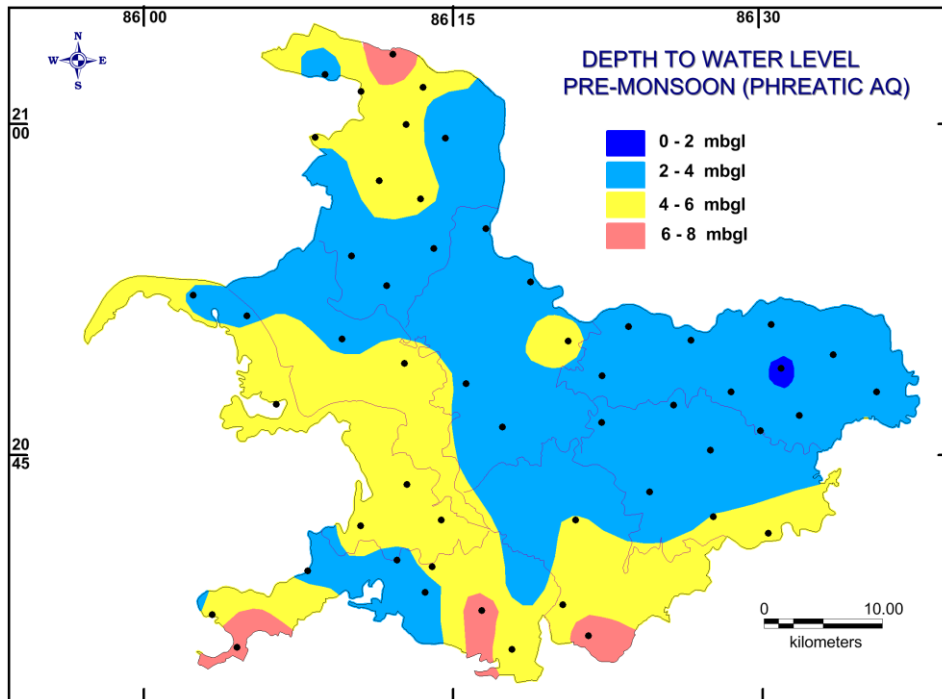 86 00
86 15
86 30
N
W E
S
DEPTH TO WATER LEVEL
PRE-MONSOON (PHREATIC AQ)
21
00
0 - 2 mbgl
2 - 4 mbgl
4 - 6 mbgl
6 - 8 mbgl
20
45
0 10.00
kilometers